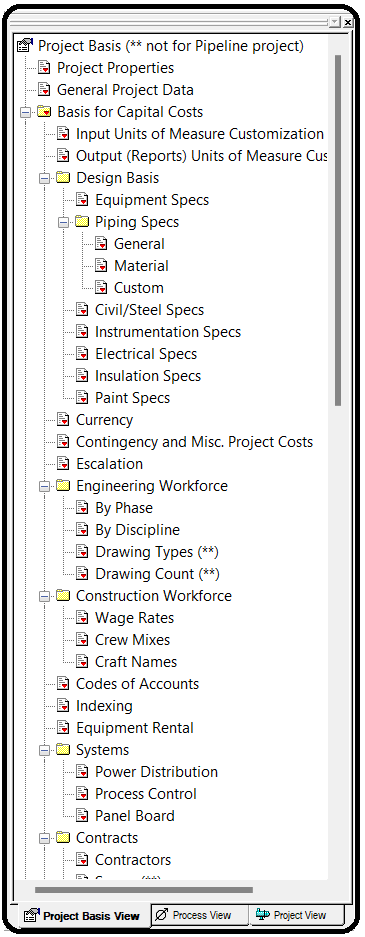 Project Basis (** not for Pipeline project)
Project Properties
General Project Data
Basis for Capital Costs
Input Units of Measure Customization
Output (Reports) Units of Measure Cus
Design Basis
Equipment Specs
Piping Specs
General
Material
Custom
Civil/Steel Specs
Instrumentation Specs
Electrical Specs
Insulation Specs
Paint Specs
Currency
Contingency and Misc. Project Costs
Escalation
Engineering Workforce
By Phase
By Discipline
Drawing Types (**)
Drawing Count (**)
Construction Workforce
Wage Rates
Crew Mixes
Craft Names
Codes of Accounts
Indexing
Equipment Rental
Systems
Power Distribution
Process Control
Panel Board
Contracts
Contractors
(**)
Project Basis View Process View Project View